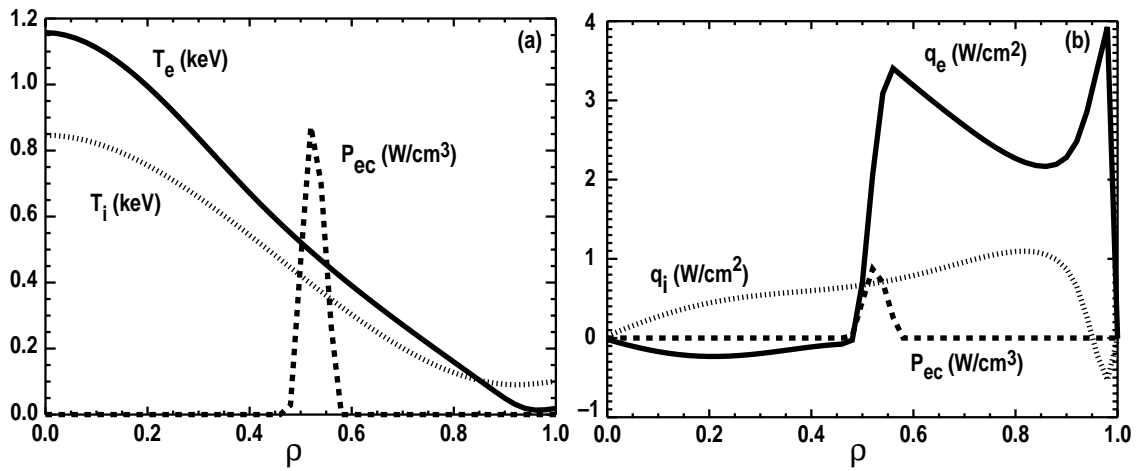 1.2
1.0
0.8
0.6
0.4
0.2
0.0
0.0 0.2 0.4 0.6 0.8 1.0
ρ
(a)
T_e (keV)
T_i (keV)
P_ec (W/cm³)
4
3
2
1
0
−1
0.0 0.2 0.4 0.6 0.8 1.0
ρ
(b)
q_e (W/cm²)
q_i (W/cm²)
P_ec (W/cm³)